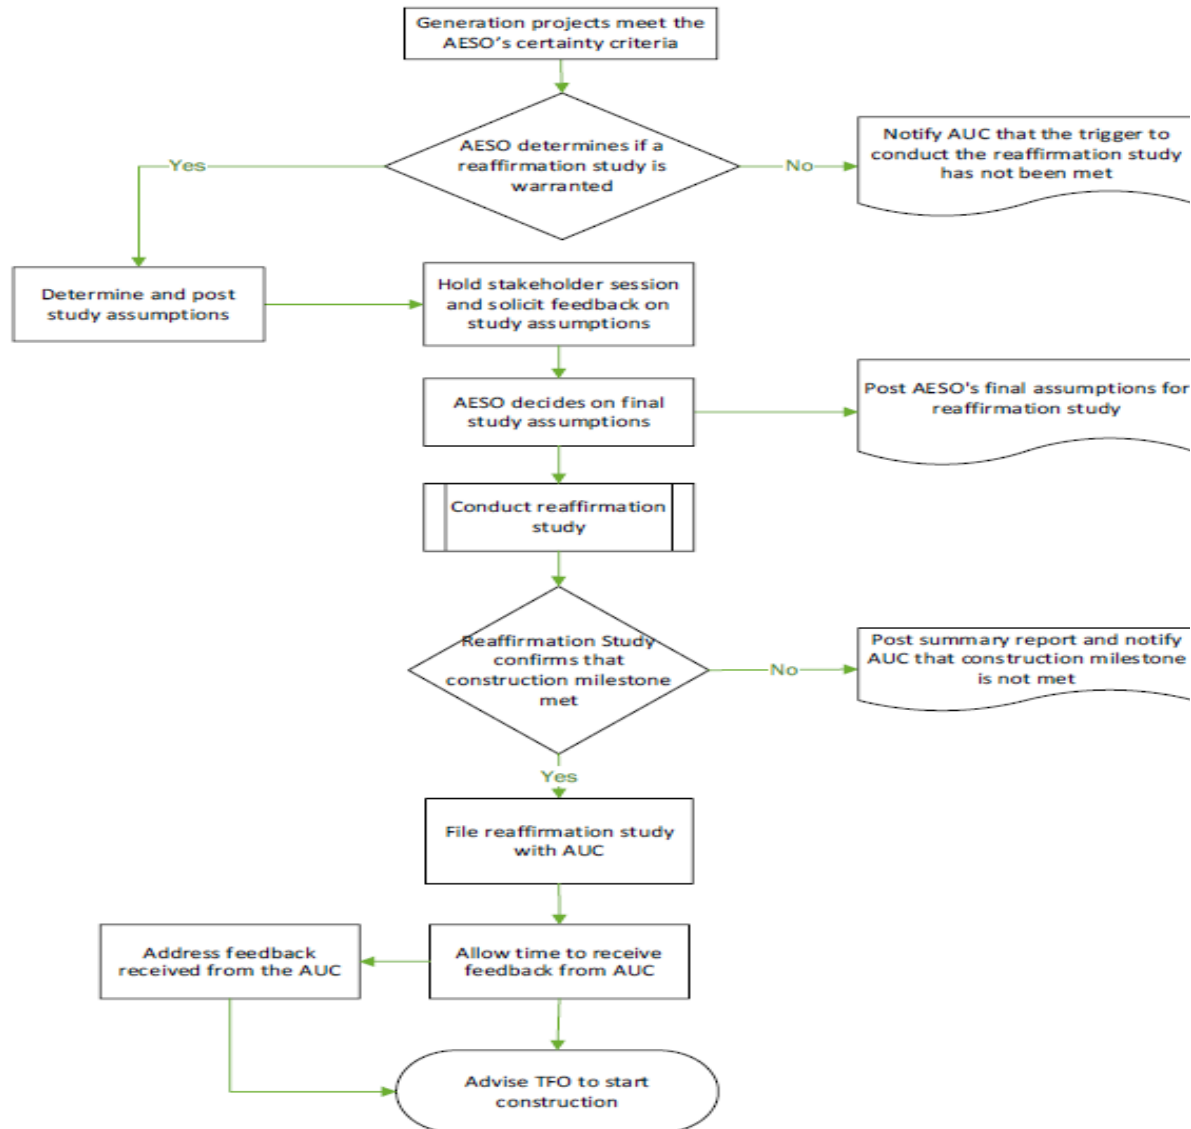 Generation projects meet the
AESO's certainty criteria
AESO determines if a
reaffirmation study is
warranted
Yes
No
Notify AUC that the trigger to
conduct the reaffirmation study
has not been met
Determine and post
study assumptions
Hold stakeholder session
and solicit feedback on
study assumptions
AESO decides on final
study assumptions
Post AESO's final assumptions for
reaffirmation study
Conduct reaffirmation
study
Reaffirmation Study
confirms that
construction milestone
met
No
Post summary report and notify
AUC that construction milestone
is not met
Yes
File reaffirmation study
with AUC
Address feedback
received from the AUC
Allow time to receive
feedback from AUC
Advise TFO to start
construction